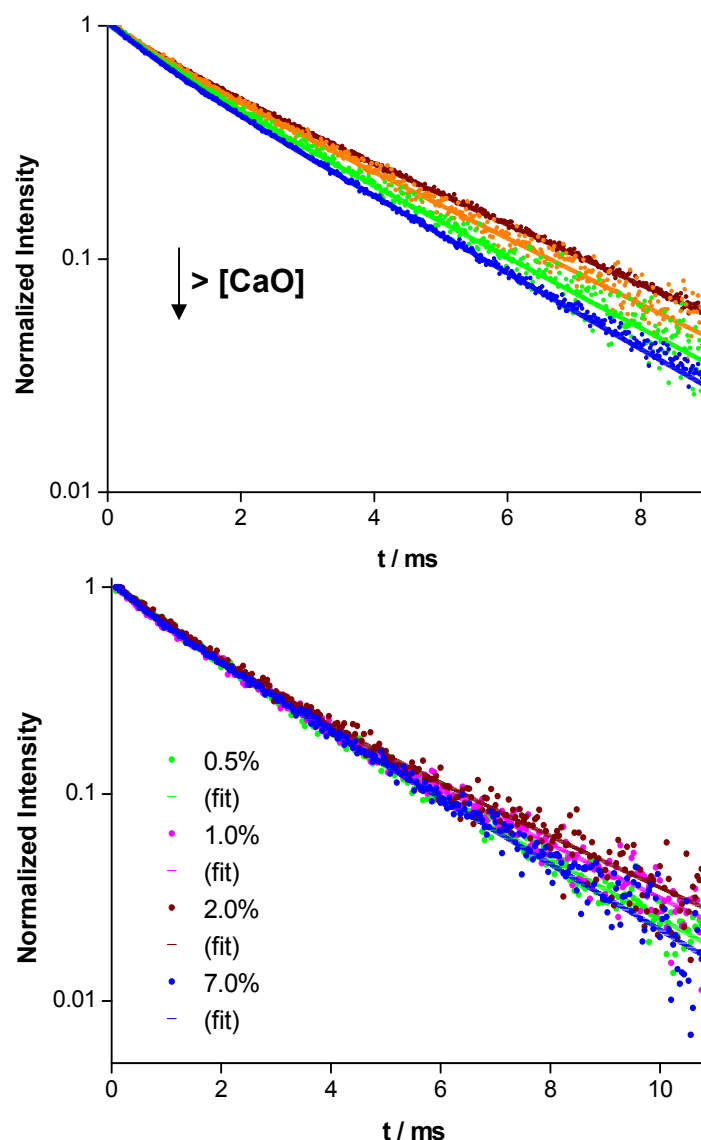 1
0.1
0.01
Normalized Intensity
> [CaO]
0 2 4 6 8
t / ms
1
0.1
0.01
Normalized Intensity
0.5%
(fit)
1.0%
(fit)
2.0%
(fit)
7.0%
(fit)
0 2 4 6 8 10
t / ms